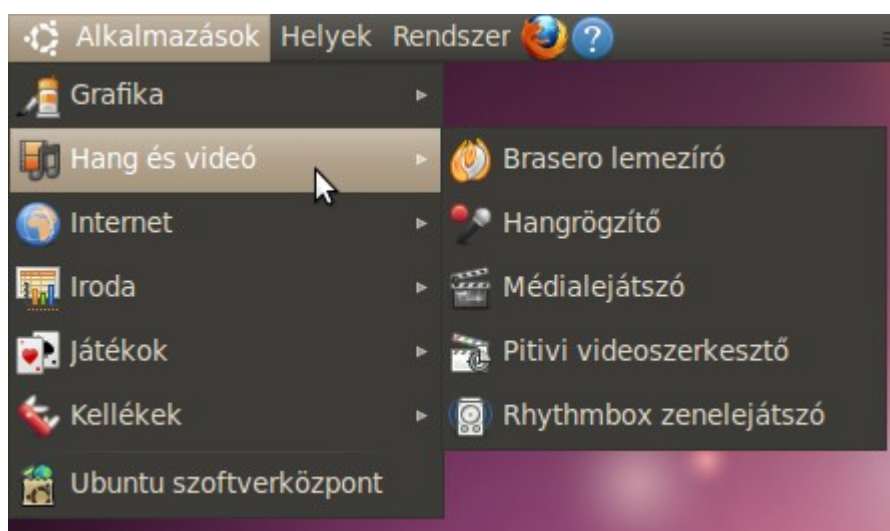 Alkalmazások Helyek Rendszer ?
Grafika
Hang és videó
Internet
Iroda
Játékok
Kellékek
Ubuntu szoftverközpont
Brasero lemezíró
Hangrögzítő
Médialejátszó
Pitivi videoszerkesztő
Rhythmbox zenelejátszó